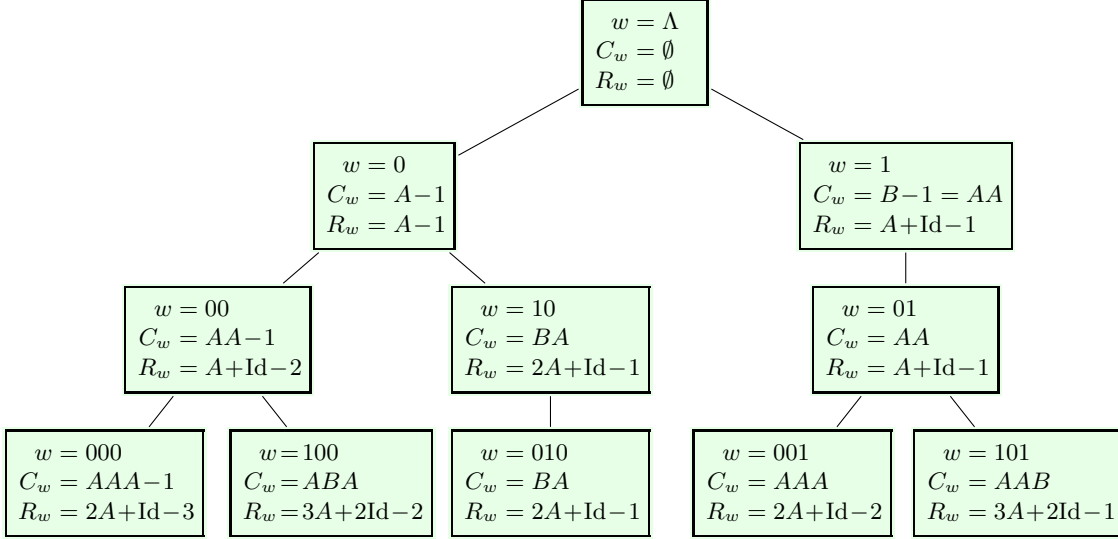 w = Λ
C_w = ∅
R_w = ∅
w = 0
C_w = A−1
R_w = A−1
w = 1
C_w = B−1 = AA
R_w = A+Id−1
w = 00
C_w = AA−1
R_w = A+Id−2
w = 10
C_w = BA
R_w = 2A+Id−1
w = 01
C_w = AA
R_w = A+Id−1
w = 000
C_w = AAA−1
R_w = 2A+Id−3
w = 100
C_w = ABA
R_w = 3A+2Id−2
w = 010
C_w = BA
R_w = 2A+Id−1
w = 001
C_w = AAA
R_w = 2A+Id−2
w = 101
C_w = AAB
R_w = 3A+2Id−1